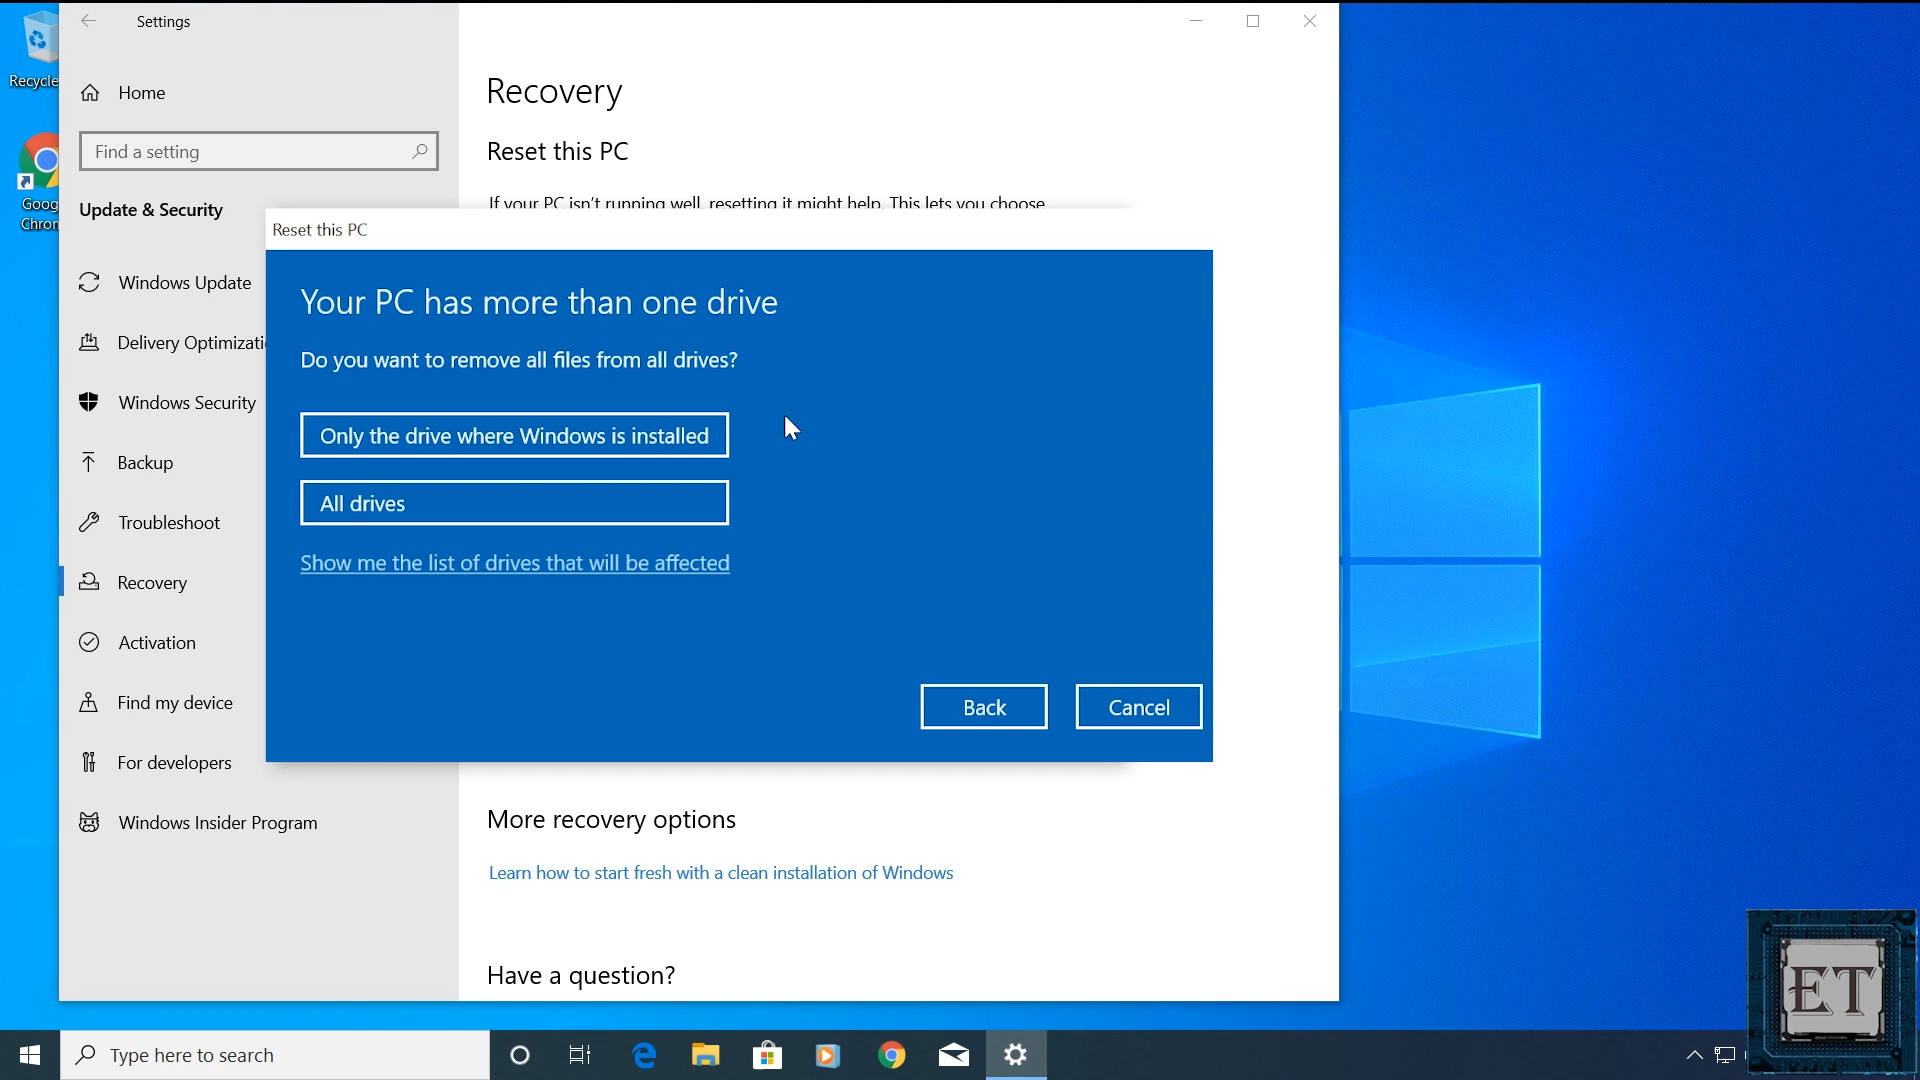 Settings
Recycle
Home
Find a setting
Goog
Chron
Update & Security
Windows Update
Delivery Optimizati
Windows Security
Backup
Troubleshoot
Recovery
Activation
Find my device
For developers
Windows Insider Program
Recovery
Reset this PC
If your PC isn't running well, resetting it might help. This lets you choose
Reset this PC
Your PC has more than one drive
Do you want to remove all files from all drives?
Only the drive where Windows is installed
All drives
Show me the list of drives that will be affected
Back
Cancel
More recovery options
Learn how to start fresh with a clean installation of Windows
Have a question?
Type here to search
ET